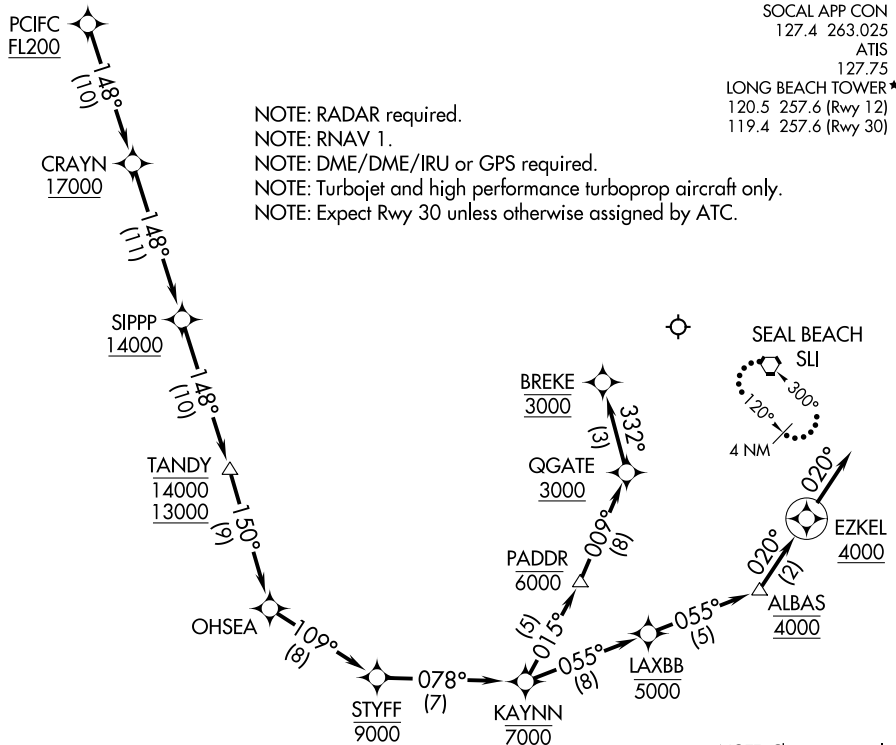 PCIFC
FL200
148°
(10)
CRAYN
17000
148°
(11)
SIPPP
14000
148°
(10)
TANDY
14000
13000
150°
(9)
OHSEA
109°
(8)
STYFF
9000
078°
(7)
KAYNN
7000
015°
(5)
PADDR
6000
009°
(8)
QGATE
3000
332°
(3)
BREKE
3000
055°
(8)
LAXBB
5000
055°
(5)
ALBAS
4000
020°
(2)
EZKEL
4000
020°
SEAL BEACH
SLI
300°
120°
4 NM
NOTE: RADAR required.
NOTE: RNAV 1.
NOTE: DME/DME/IRU or GPS required.
NOTE: Turbojet and high performance turboprop aircraft only.
NOTE: Expect Rwy 30 unless otherwise assigned by ATC.
SOCAL APP CON
127.4 263.025
ATIS
127.75
LONG BEACH TOWER★
120.5 257.6 (Rwy 12)
119.4 257.6 (Rwy 30)